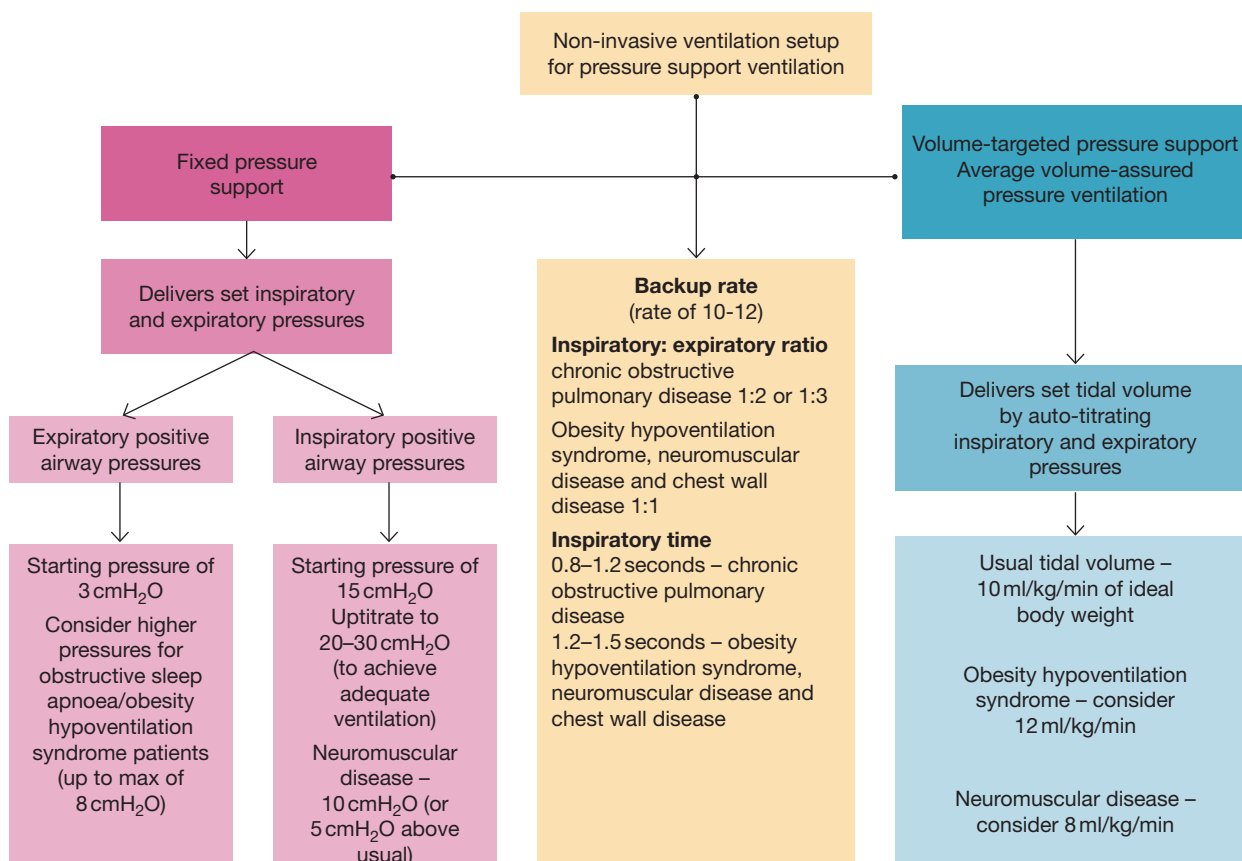 Non-invasive ventilation setup
for pressure support ventilation
Fixed pressure
support
Volume-targeted pressure support
Average volume-assured
pressure ventilation
Delivers set inspiratory
and expiratory pressures
Expiratory positive
airway pressures
Inspiratory positive
airway pressures
Starting pressure of
3 cmH₂O
Consider higher
pressures for
obstructive sleep
apnoea/obesity
hypoventilation
syndrome patients
(up to max of
8 cmH₂O)
Starting pressure of
15 cmH₂O
Uptitrate to
20–30 cmH₂O
(to achieve
adequate
ventilation)
Neuromuscular
disease –
10 cmH₂O (or
5 cmH₂O above
usual)
Backup rate
(rate of 10-12)
Inspiratory: expiratory ratio
chronic obstructive
pulmonary disease 1:2 or 1:3
Obesity hypoventilation
syndrome, neuromuscular
disease and chest wall
disease 1:1
Inspiratory time
0.8–1.2 seconds – chronic
obstructive pulmonary
disease
1.2–1.5 seconds – obesity
hypoventilation syndrome,
neuromuscular disease and
chest wall disease
Delivers set tidal volume
by auto-titrating
inspiratory and expiratory
pressures
Usual tidal volume –
10 ml/kg/min of ideal
body weight
Obesity hypoventilation
syndrome – consider
12 ml/kg/min
Neuromuscular disease –
consider 8 ml/kg/min